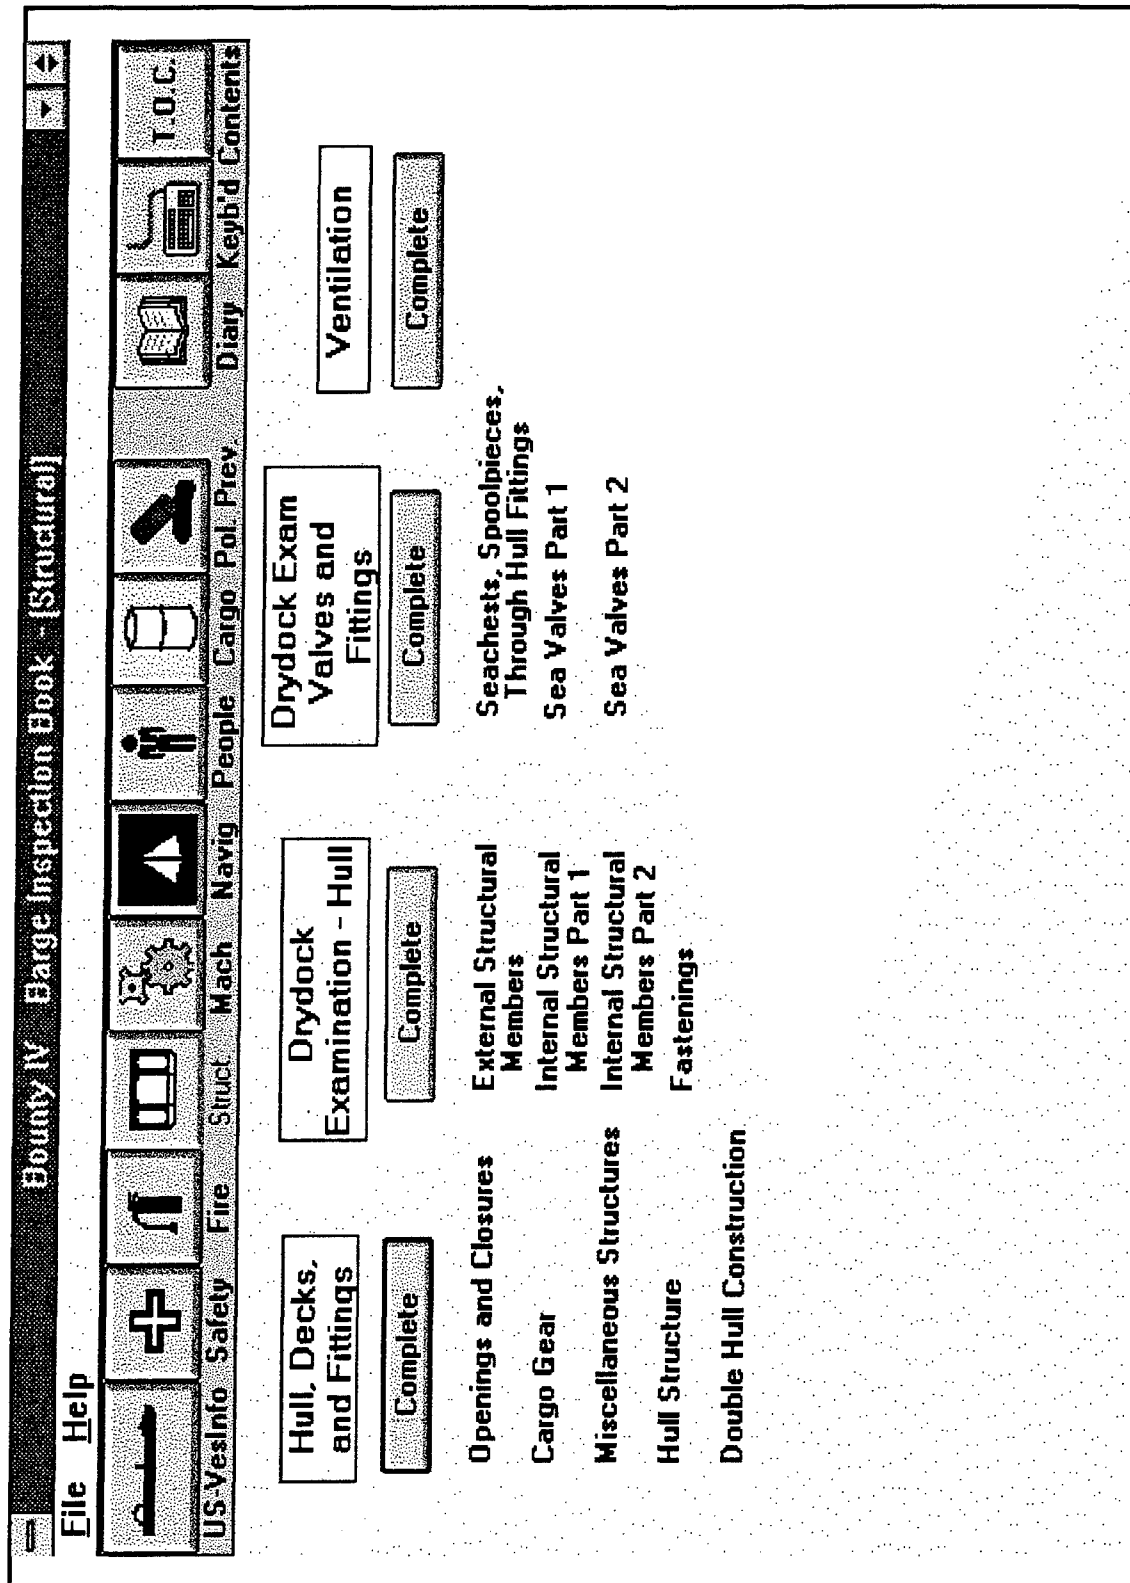 Bounty IV   Barge Inspection Book - [Structural]
File Help
T.O.C.
US-VesInfo Safety Fire Struct Mach Navig People Cargo Pol. Prev. Diary Keyb'd Contents
Hull, Decks,
and Fittings
Complete
Openings and Closures
Cargo Gear
Miscellaneous Structures
Hull Structure
Double Hull Construction
Drydock
Examination - Hull
Complete
External Structural
Members
Internal Structural
Members Part 1
Internal Structural
Members Part 2
Fastenings
Drydock Exam
Valves and
Fittings
Complete
Seachests, Spoolpieces,
Through Hull Fittings
Sea Valves Part 1
Sea Valves Part 2
Ventilation
Complete